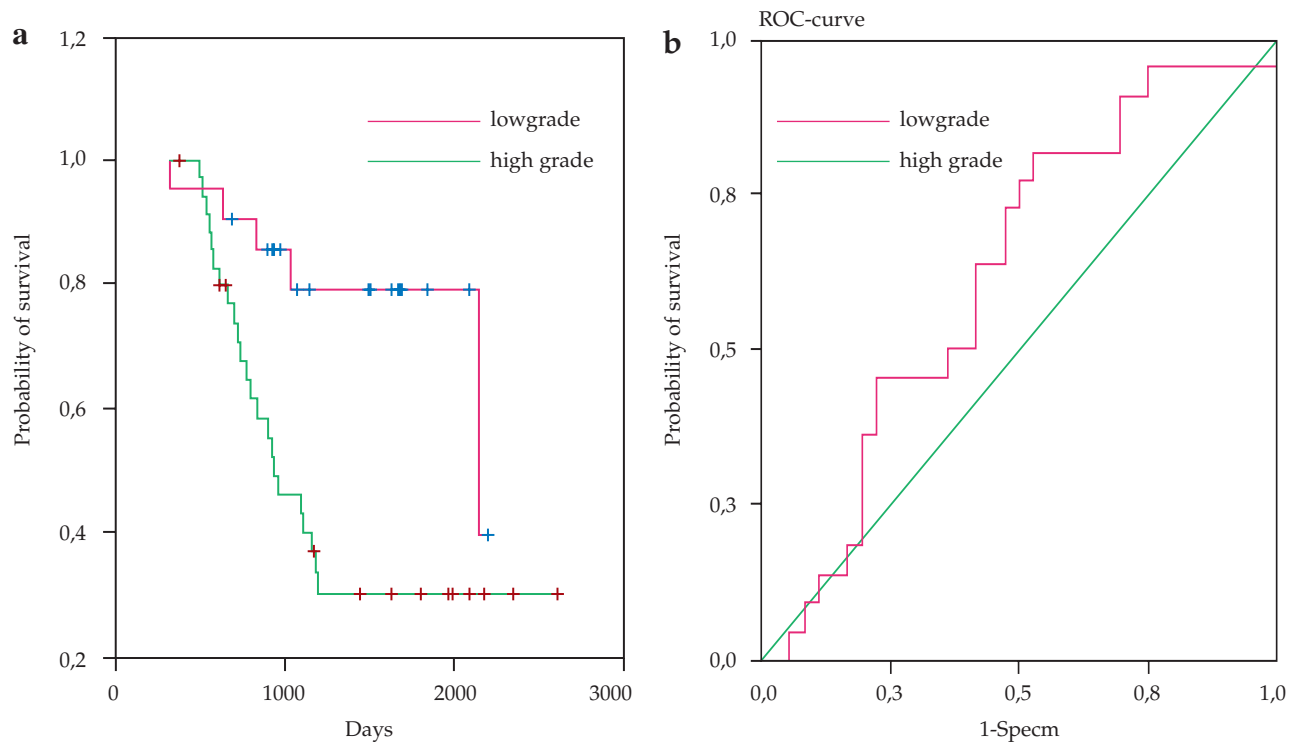 a
1,2
1,0
0,8
0,6
0,4
0,2
Probability of survival
lowgrade
high grade
0
1000
2000
3000
Days
ROC-curve
b
1,0
0,8
0,5
0,3
0,0
Probability of survival
lowgrade
high grade
0,0
0,3
0,5
0,8
1,0
1-Specm